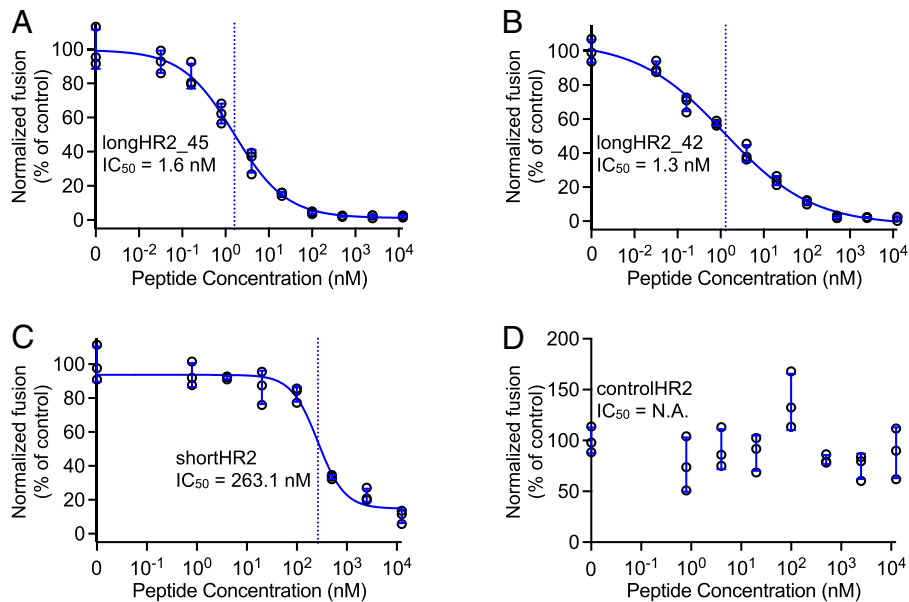 A
Normalized fusion
(% of control)
100
80
60
40
20
0
longHR2_45
IC₅₀ = 1.6 nM
0 10⁻² 10⁻¹ 10⁰ 10¹ 10² 10³ 10⁴
Peptide Concentration (nM)
B
Normalized fusion
(% of control)
100
80
60
40
20
0
longHR2_42
IC₅₀ = 1.3 nM
0 10⁻² 10⁻¹ 10⁰ 10¹ 10² 10³ 10⁴
Peptide Concentration (nM)
C
Normalized fusion
(% of control)
100
80
60
40
20
0
shortHR2
IC₅₀ = 263.1 nM
0 10⁻¹ 10⁰ 10¹ 10² 10³ 10⁴
Peptide Concentration (nM)
D
Normalized fusion
(% of control)
200
150
100
50
0
controlHR2
IC₅₀ = N.A.
0 10⁻¹ 10⁰ 10¹ 10² 10³ 10⁴
Peptide Concentration (nM)